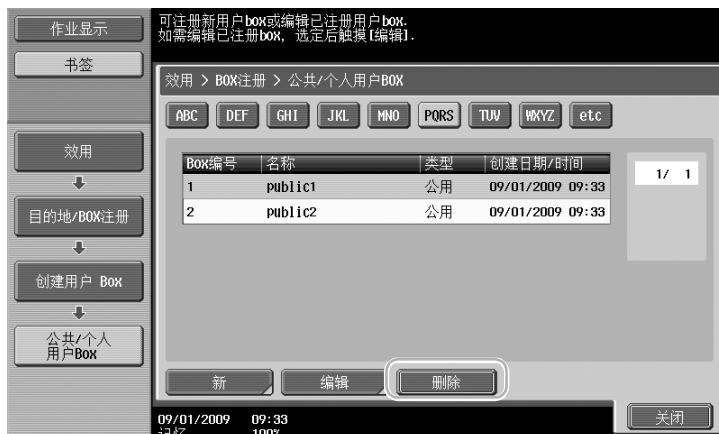 作业显示
书签
效用
目的地/BOX注册
创建用户 Box
公共/个人
用户Box
可注册新用户box或编辑已注册用户box.
如需编辑已注册box, 选定后触摸[编辑].
效用 > BOX注册 > 公共/个人用户BOX
ABC DEF GHI JKL MNO PQRS TUV WXYZ etc
Box编号 名称 类型 创建日期/时间
1 public1 公用 09/01/2009 09:33
2 public2 公用 09/01/2009 09:33
1/ 1
新 编辑 删除
09/01/2009 09:33
记忆 100%
关闭